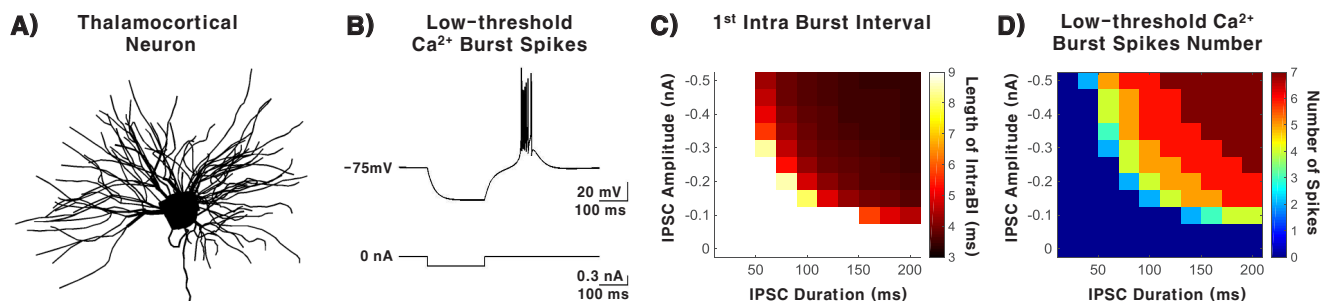 A) Thalamocortical
Neuron
B) Low-threshold
Ca²⁺ Burst Spikes
-75mV
20 mV
100 ms
0 nA
0.3 nA
100 ms
C) 1ˢᵗ Intra Burst Interval
IPSC Amplitude (nA)
-0.5
-0.4
-0.3
-0.2
-0.1
0
50 100 150 200
IPSC Duration (ms)
9
8
7
6
5
4
3
Length of IntraBI (ms)
D) Low-threshold Ca²⁺
Burst Spikes Number
IPSC Amplitude (nA)
-0.5
-0.4
-0.3
-0.2
-0.1
0
50 100 150 200
IPSC Duration (ms)
7
6
5
4
3
2
1
0
Number of Spikes